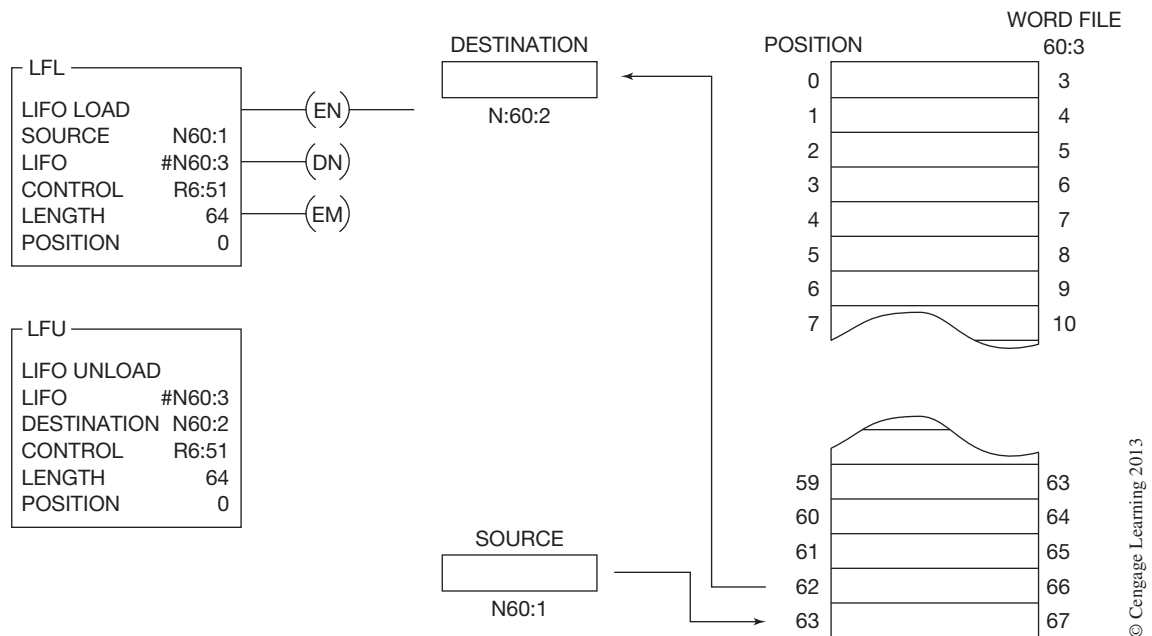 LFL
LIFO LOAD
SOURCE N60:1
LIFO #N60:3
CONTROL R6:51
LENGTH 64
POSITION 0
EN
DN
EM
LFU
LIFO UNLOAD
LIFO #N60:3
DESTINATION N60:2
CONTROL R6:51
LENGTH 64
POSITION 0
DESTINATION
N:60:2
SOURCE
N60:1
WORD FILE
POSITION 60:3
0 3
1 4
2 5
3 6
4 7
5 8
6 9
7 10
59 63
60 64
61 65
62 66
63 67
© Cengage Learning 2013